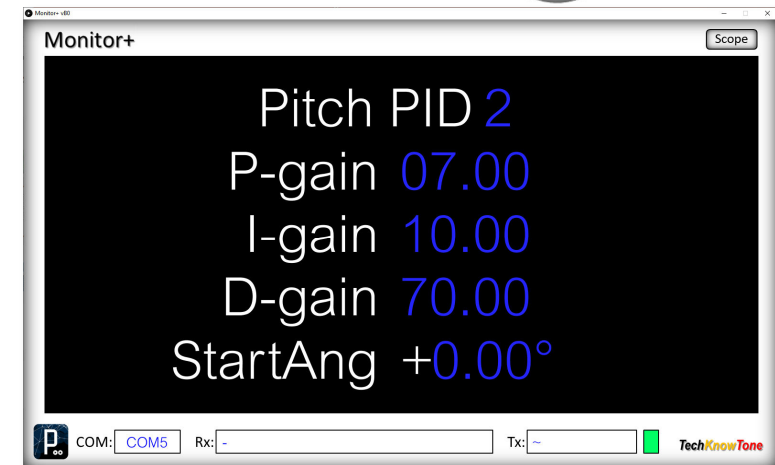 Monitor+ v80
Monitor+
Scope
Pitch PID 2
P-gain 07.00
I-gain 10.00
D-gain 70.00
StartAng +0.00°
P.oo COM: COM5 Rx: - Tx: ~ TechKnowTone